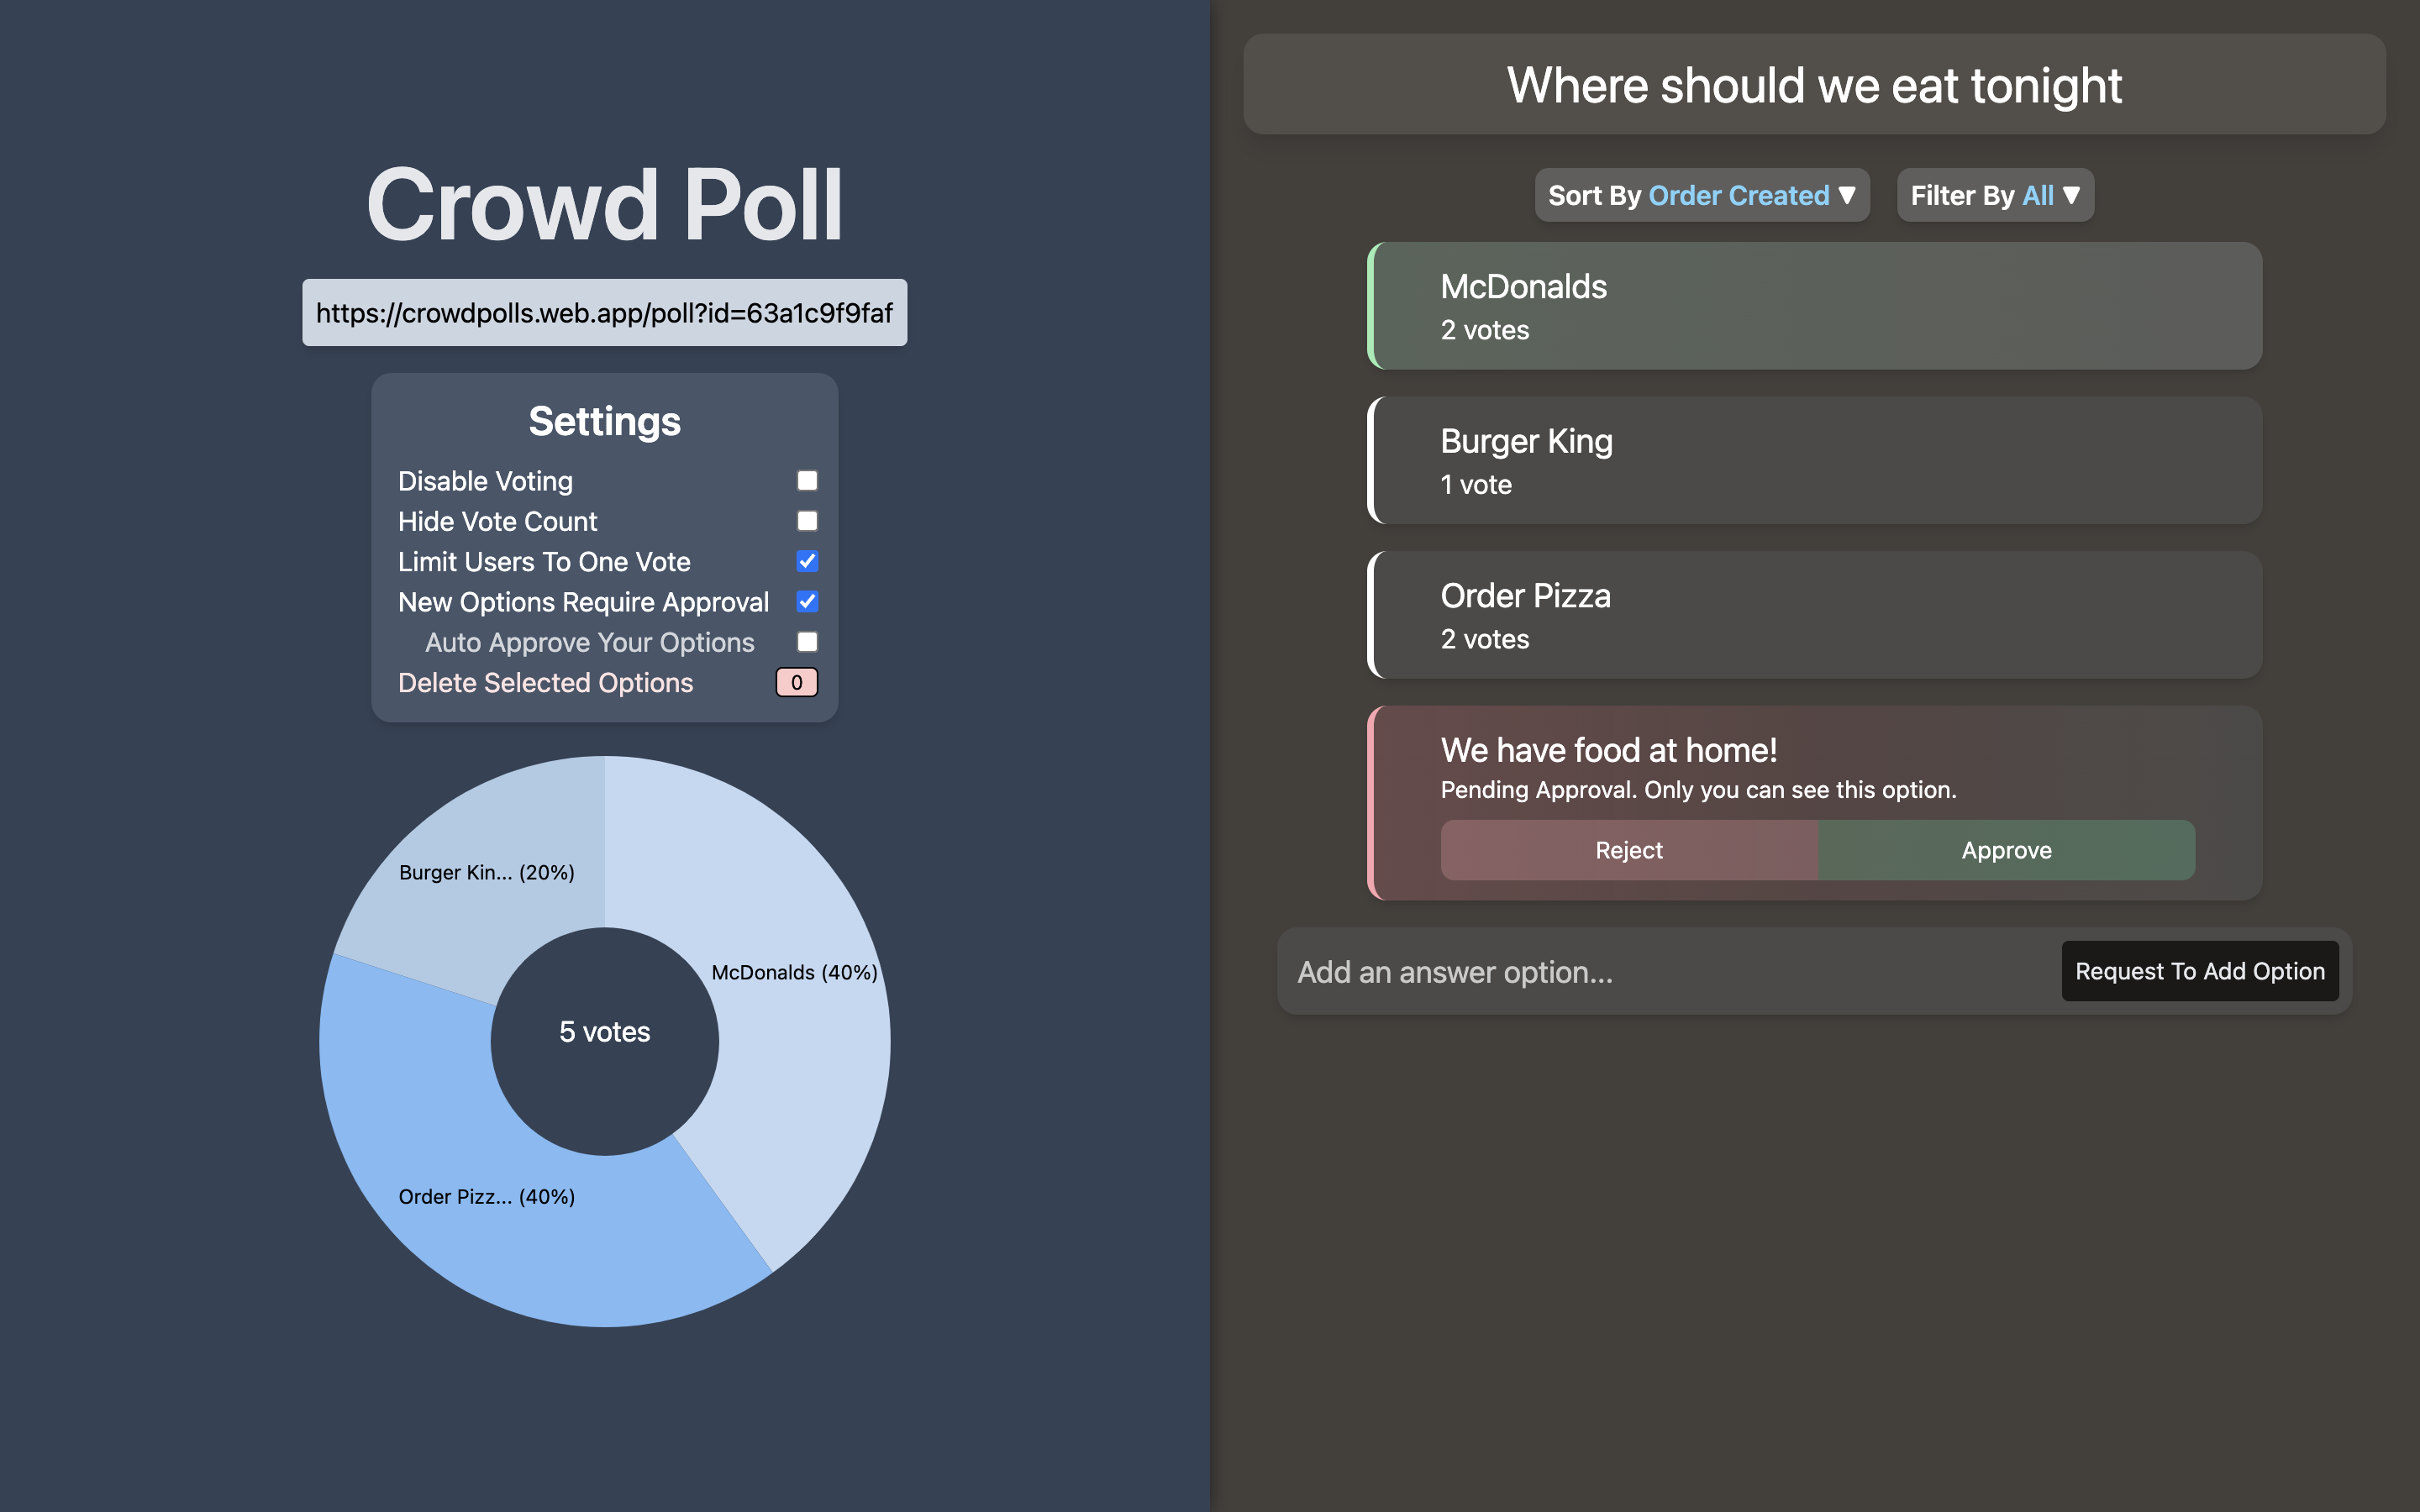 Crowd Poll
https://crowdpolls.web.app/poll?id=63a1c9f9faf
Settings
Disable Voting
Hide Vote Count
Limit Users To One Vote
New Options Require Approval
Auto Approve Your Options
Delete Selected Options 0
Burger Kin... (20%)
McDonalds (40%)
5 votes
Order Pizz... (40%)
Where should we eat tonight
Sort By Order Created ▼ Filter By All ▼
McDonalds
2 votes
Burger King
1 vote
Order Pizza
2 votes
We have food at home!
Pending Approval. Only you can see this option.
Reject Approve
Add an answer option... Request To Add Option